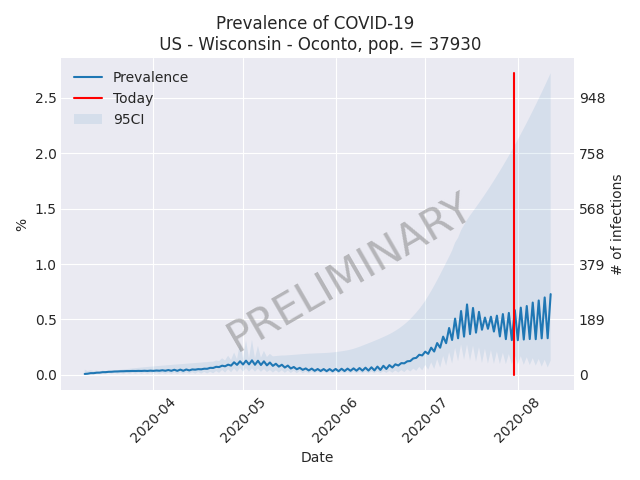 Prevalence of COVID-19
US - Wisconsin - Oconto, pop. = 37930
Prevalence
Today
95CI
2.5
2.0
1.5
1.0
0.5
0.0
%
948
758
568
379
189
0
# of infections
PRELIMINARY
2020-04
2020-05
2020-06
2020-07
2020-08
Date